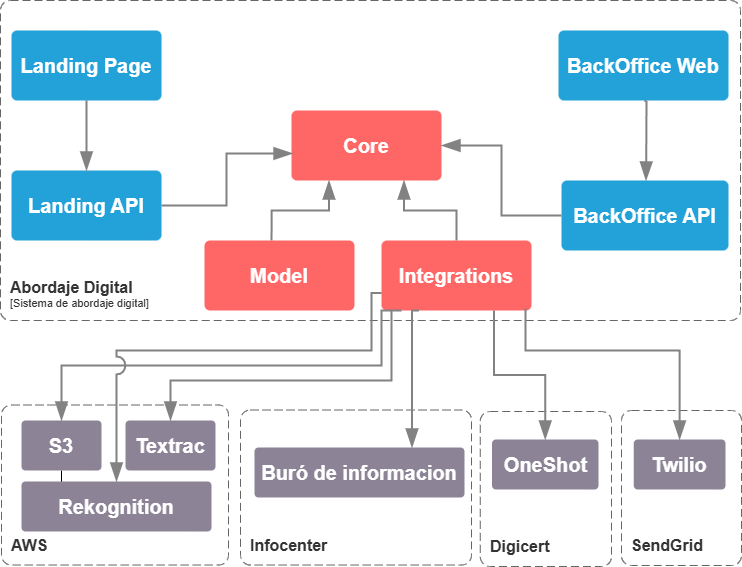 Landing Page
BackOffice Web
Core
Landing API
BackOffice API
Model
Integrations
Abordaje Digital
[Sistema de abordaje digital]
S3
Textrac
Rekognition
AWS
Buró de informacion
Infocenter
OneShot
Digicert
Twilio
SendGrid